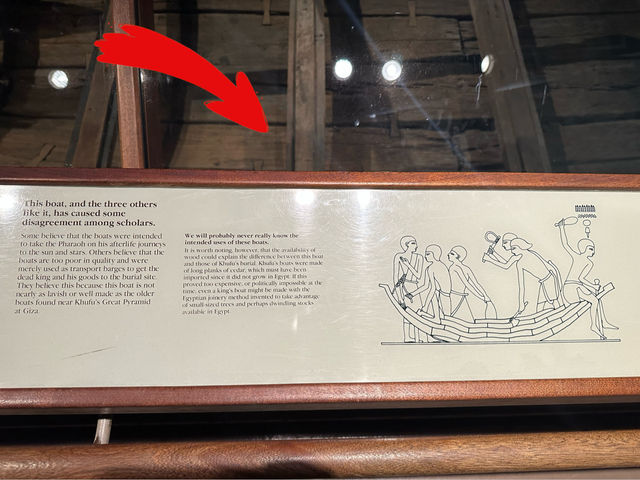 This boat, and the three others
like it, has caused some
disagreement among scholars.
Some believe that the boats were intended
to take the Pharaoh on his afterlife journeys
to the sun and stars. Others believe that the
boats are too poor in quality and were
merely used as transport barges to get the
dead king and his goods to the burial site.
They believe this because this boat is not
nearly as lavish or well made as the older
boats found near Khufu's Great Pyramid
at Giza.
We will probably never really know the
intended uses of these boats.
It is worth noting, however, that the availability of
wood could explain the difference between this boat
and those of Khufu's burial. Khufu's boats were made
of long planks of cedar, which must have been
imported since it did not grow in Egypt. If this
proved too expensive, or politically impossible at the
time, even a king's boat might be made with the
Egyptian joinery method invented to take advantage
of small-sized trees and perhaps dwindling stocks
available in Egypt.